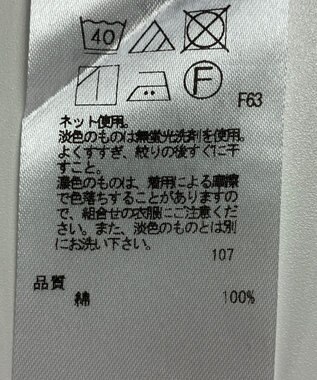 40
F
F63
ネット使用。
淡色のものは無蛍光洗剤を使用。
よくすすぎ、絞りの後すぐに干
すこと。
濃色のものは、着用による摩擦
で色落ちすることがありますの
で、組合せの衣服にご注意くだ
さい。また、淡色のものとは別
にお洗い下さい。
107
品質
綿 100%